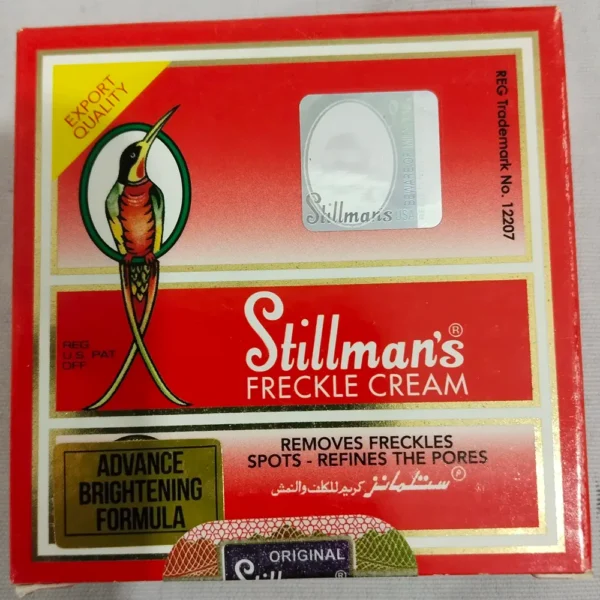 EXPORT
QUALITY
Stillman's
REG Trademark No. 12207
REG
U.S. PAT
OFF
Stillman's®
FRECKLE CREAM
REMOVES FRECKLES
SPOTS - REFINES THE PORES
ستلمانز كريم للكلف والنمش
ADVANCE
BRIGHTENING
FORMULA
ORIGINAL